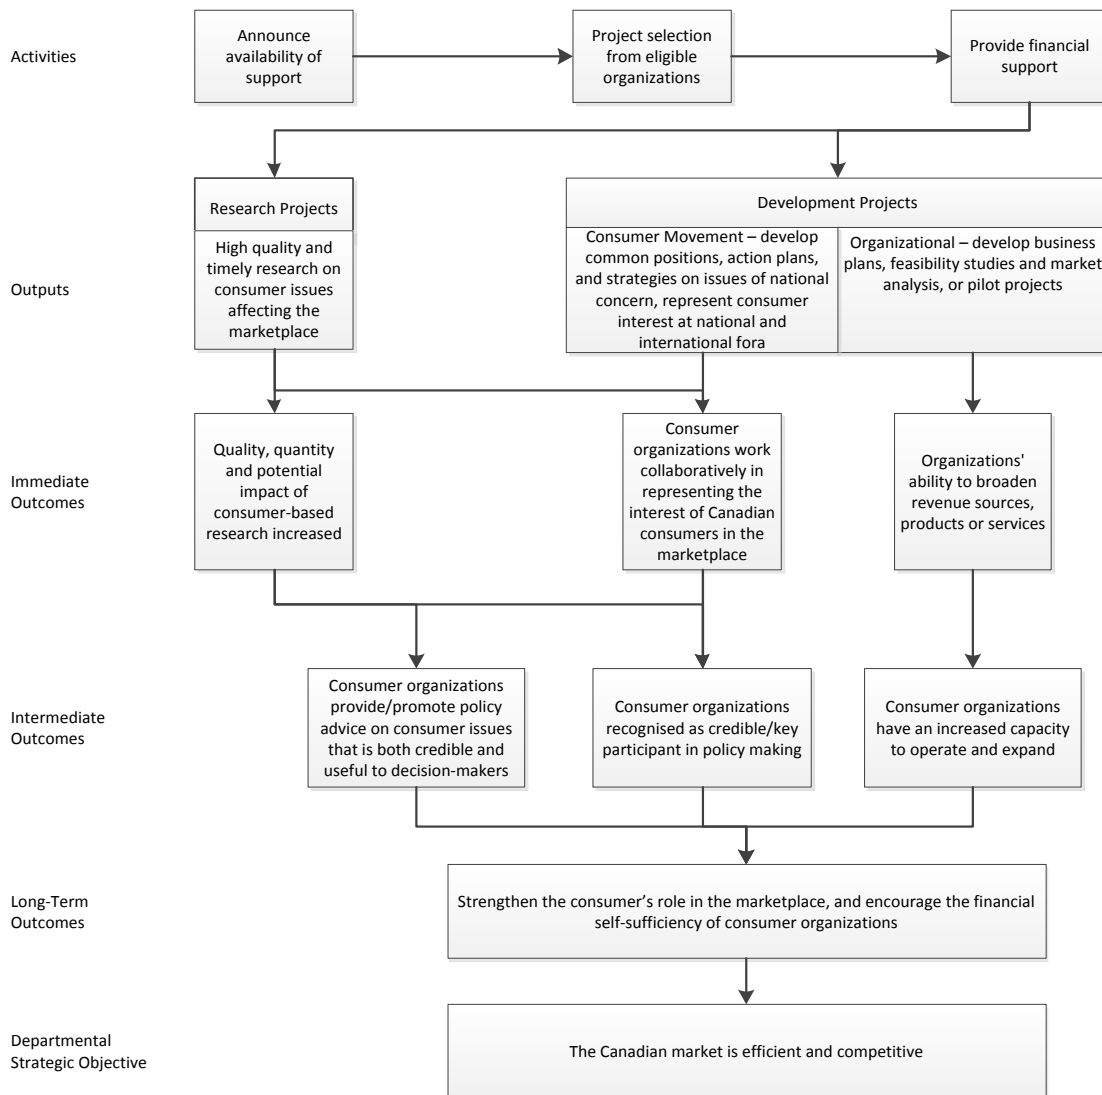 Activities
Announce
availability of
support
Project selection
from eligible
organizations
Provide financial
support
Outputs
Research Projects
High quality and
timely research on
consumer issues
affecting the
marketplace
Development Projects
Consumer Movement – develop
common positions, action plans,
and strategies on issues of national
concern, represent consumer
interest at national and
international fora
Organizational – develop business
plans, feasibility studies and market
analysis, or pilot projects
Immediate
Outcomes
Quality, quantity
and potential
impact of
consumer-based
research increased
Consumer
organizations work
collaboratively in
representing the
interest of Canadian
consumers in the
marketplace
Organizations'
ability to broaden
revenue sources,
products or services
Intermediate
Outcomes
Consumer organizations
provide/promote policy
advice on consumer issues
that is both credible and
useful to decision-makers
Consumer organizations
recognised as credible/key
participant in policy making
Consumer organizations
have an increased capacity
to operate and expand
Long-Term
Outcomes
Strengthen the consumer’s role in the marketplace, and encourage the financial
self-sufficiency of consumer organizations
Departmental
Strategic Objective
The Canadian market is efficient and competitive